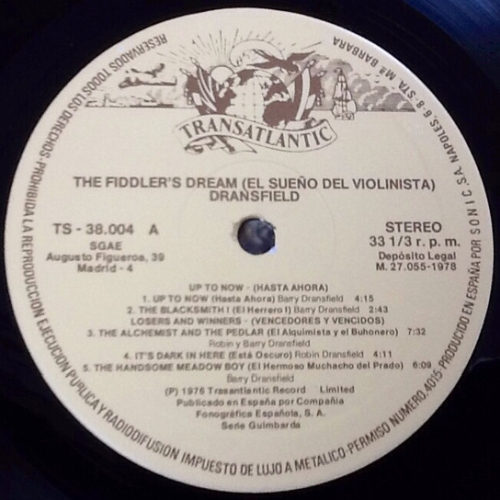 RESERVADOS TODOS LOS DERECHOS-PROHIBIDA LA REPRODUCCION EJECUCION PUPLICA Y RADIODIFUSION IMPUESTO DE LUJO A METALICO-PERMISO NUMERO. 4015. PRODUCIDO EN ESPAÑA POR SONIC S.A. NAPOLES, 6-8-STA. Mª BARBARA
TRANSATLANTIC
THE FIDDLER'S DREAM (EL SUEÑO DEL VIOLINISTA)
DRANSFIELD
TS - 38.004 A
SGAE
Augusto Figueroa, 39
Madrid - 4
STEREO
33 1/3 r. p. m.
Depósito Legal
M. 27.055-1978
UP TO NOW - (HASTA AHORA)
1. UP TO NOW (Hasta Ahora) Barry Dransfield 4:15
2. THE BLACKSMITH I (El Herrero I) Barry Dransfield 2:43
LOSERS AND WINNERS - (VENCEDORES Y VENCIDOS)
3. THE ALCHEMIST AND THE PEDLAR (El Alquimista y el Buhonero) 7:32
Robin y Barry Dransfield
4. IT'S DARK IN HERE (Está Oscuro) Robin Dransfield 4:11
5. THE HANDSOME MEADOW BOY (El Hermoso Muchacho del Prado) 6:09
Barry Dransfield
(P) 1976 Trasantlantic Record Limited
Publicado en España por Compañia
Fonográfica Española, S. A.
Serie Guimbarda